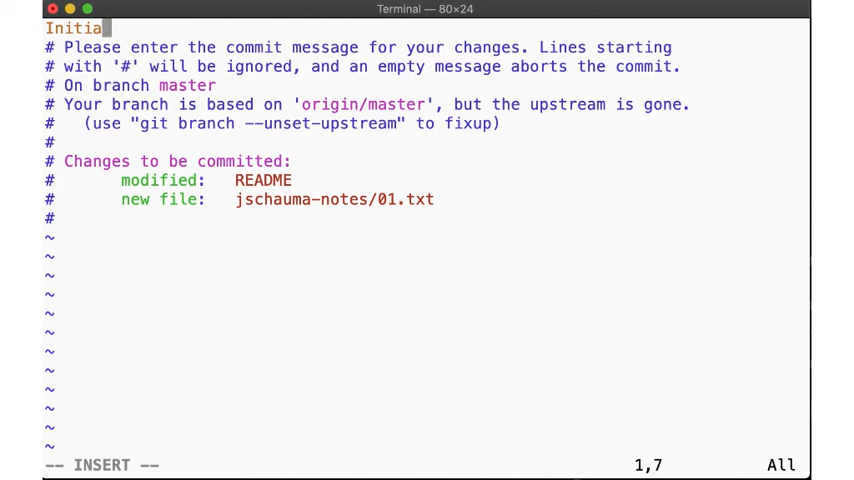 Terminal — 80×24
Initia
# Please enter the commit message for your changes. Lines starting
# with '#' will be ignored, and an empty message aborts the commit.
# On branch master
# Your branch is based on 'origin/master', but the upstream is gone.
#   (use "git branch --unset-upstream" to fixup)
#
# Changes to be committed:
#       modified:   README
#       new file:   jschauma-notes/01.txt
#
~
~
~
~
~
~
~
~
~
~
~
~
-- INSERT -- 1,7 All